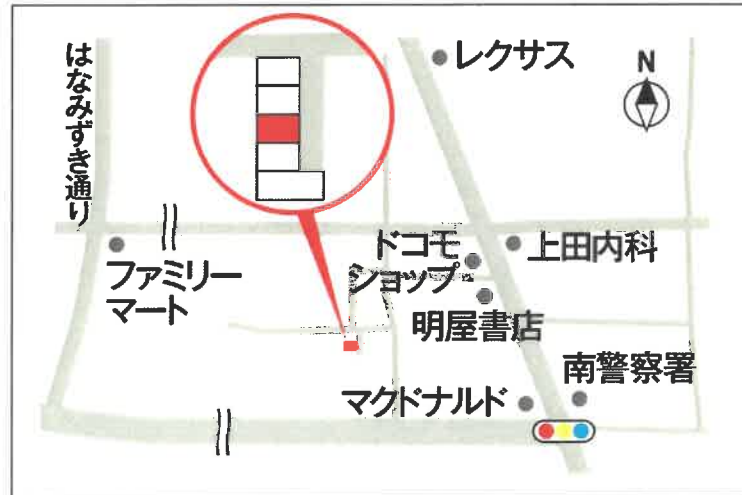 はなみずき通り
レクサス
N
ファミリー
マート
ドコモ
ショップ
上田内科
明屋書店
南警察署
マクドナルド